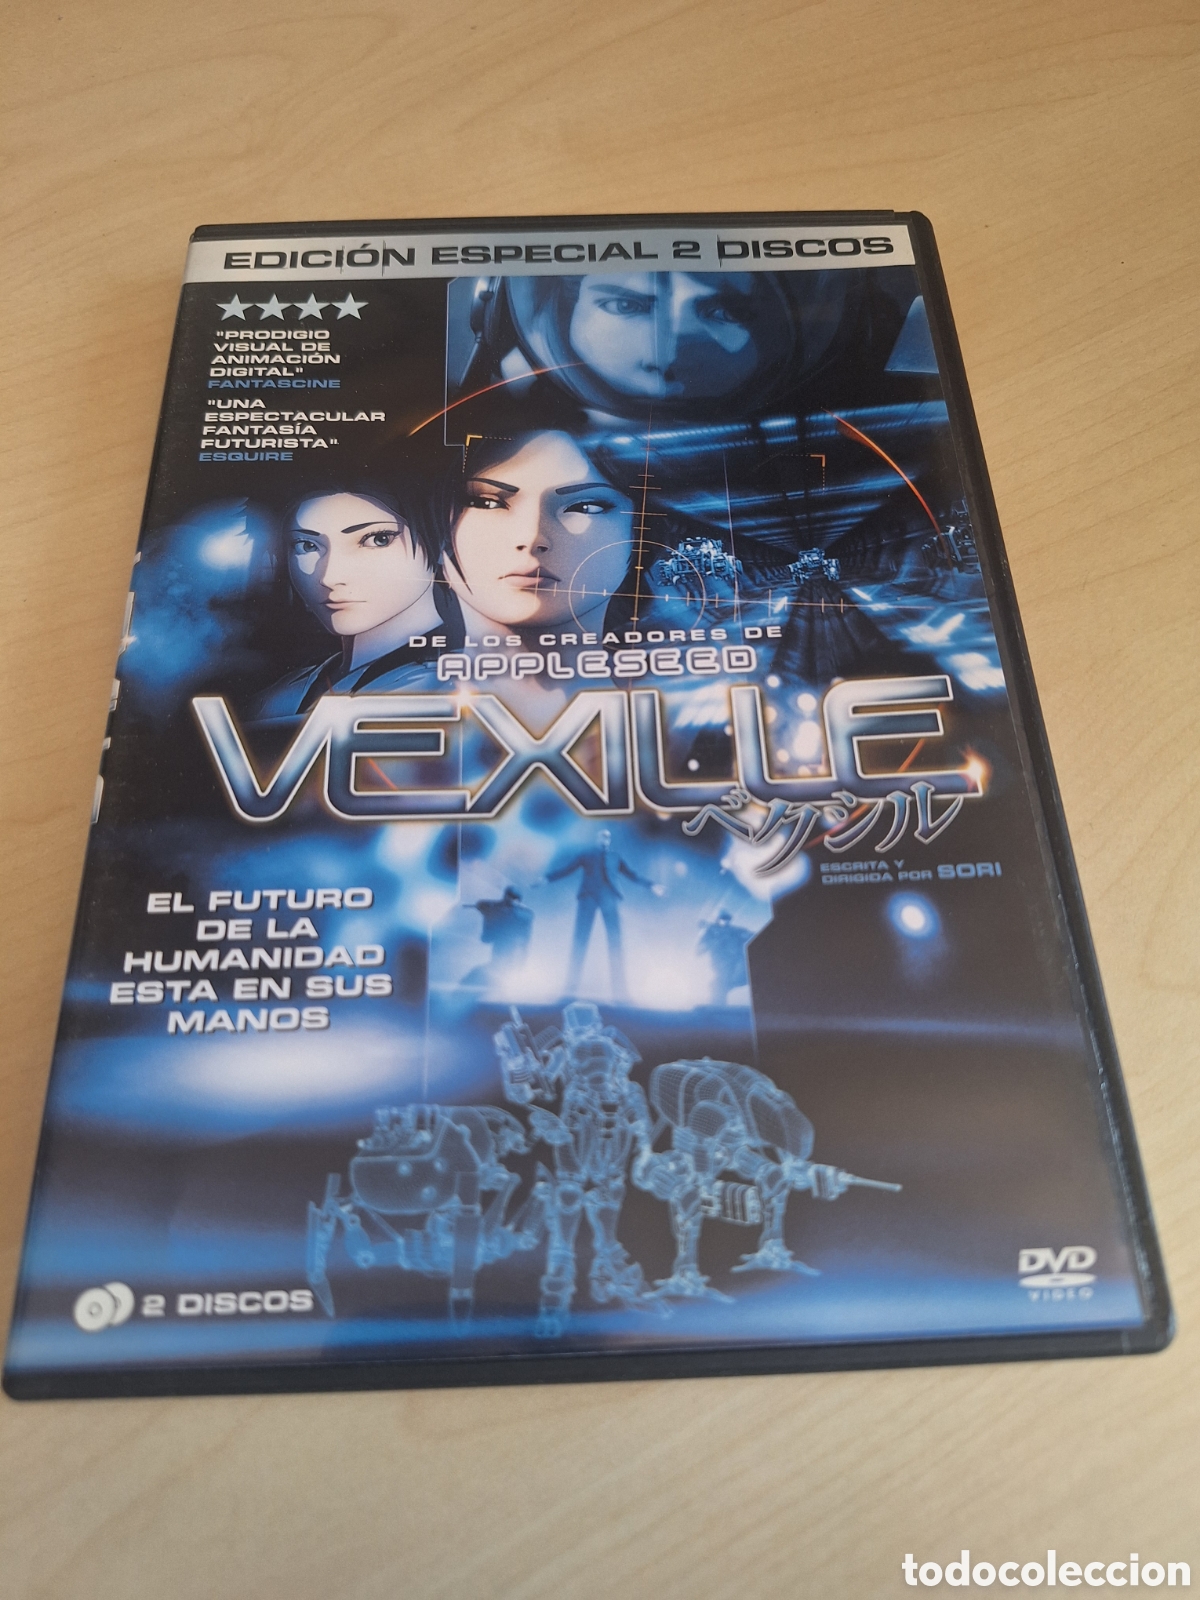 EDICIÓN ESPECIAL 2 DISCOS
"PRODIGIO
VISUAL DE
ANIMACIÓN
DIGITAL"
FANTASCINE
"UNA
ESPECTACULAR
FANTASÍA
FUTURISTA"
ESQUIRE
DE LOS CREADORES DE
APPLESEED
VEXILLE
ベクシル
ESCRITA Y
DIRIGIDA POR SORI
EL FUTURO
DE LA
HUMANIDAD
ESTA EN SUS
MANOS
2 DISCOS
DVD
VIDEO
todocoleccion